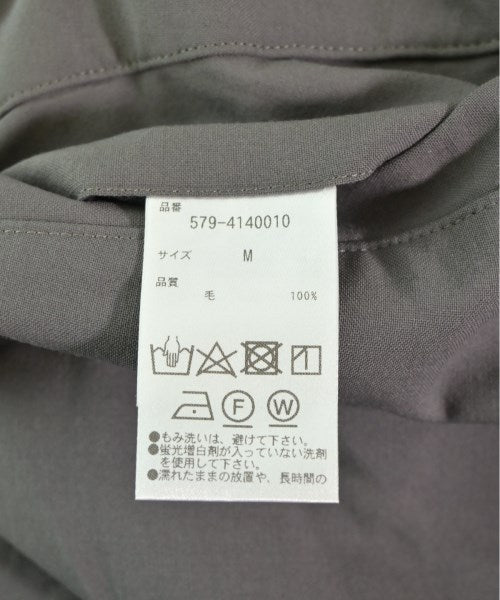 品番
579-4140010
サイズ M
品質
毛 100%
F W
●もみ洗いは、避けて下さい。
●蛍光増白剤が入っていない洗剤
を使用して下さい。
●濡れたままの放置や、長時間の